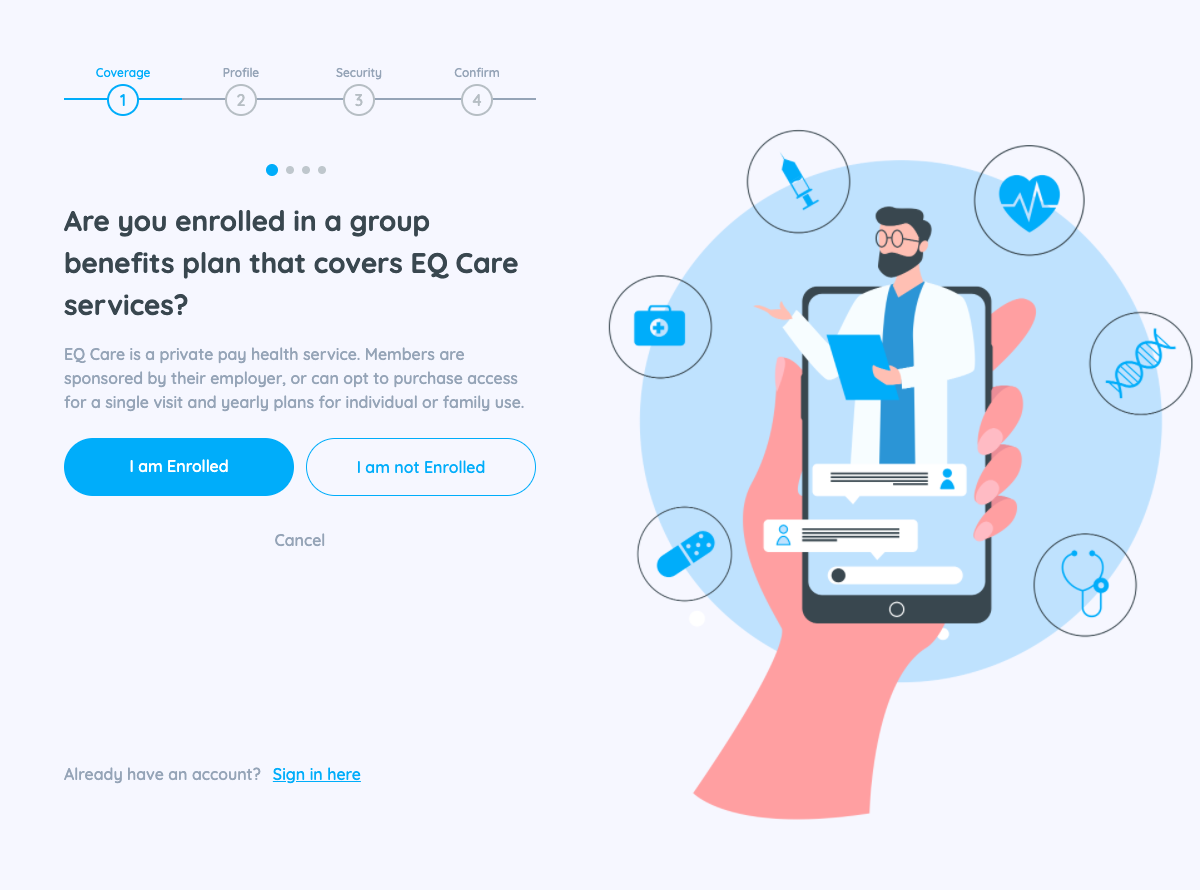 Coverage Profile Security Confirm
1 2 3 4
Are you enrolled in a group
benefits plan that covers EQ Care
services?
EQ Care is a private pay health service. Members are
sponsored by their employer, or can opt to purchase access
for a single visit and yearly plans for individual or family use.
I am Enrolled I am not Enrolled
Cancel
Already have an account? Sign in here